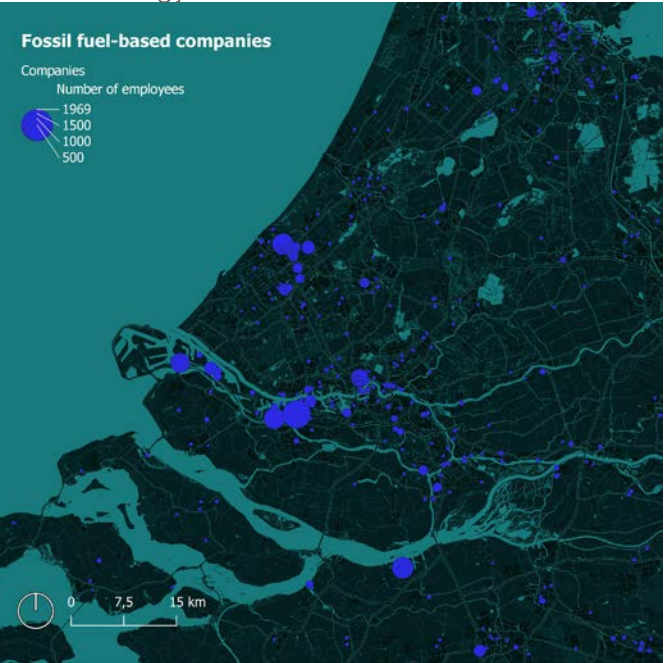 Fossil fuel-based companies
Companies
Number of employees
1969
1500
1000
500
0 7,5 15 km